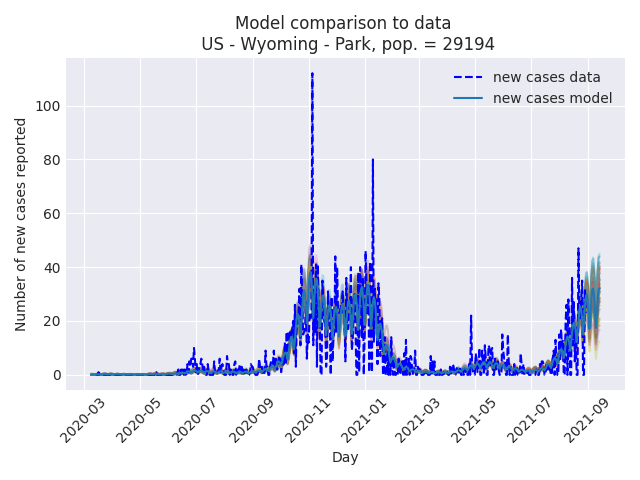 Model comparison to data
US - Wyoming - Park, pop. = 29194
new cases data
new cases model
Number of new cases reported
100
80
60
40
20
0
2020-03
2020-05
2020-07
2020-09
2020-11
2021-01
2021-03
2021-05
2021-07
2021-09
Day